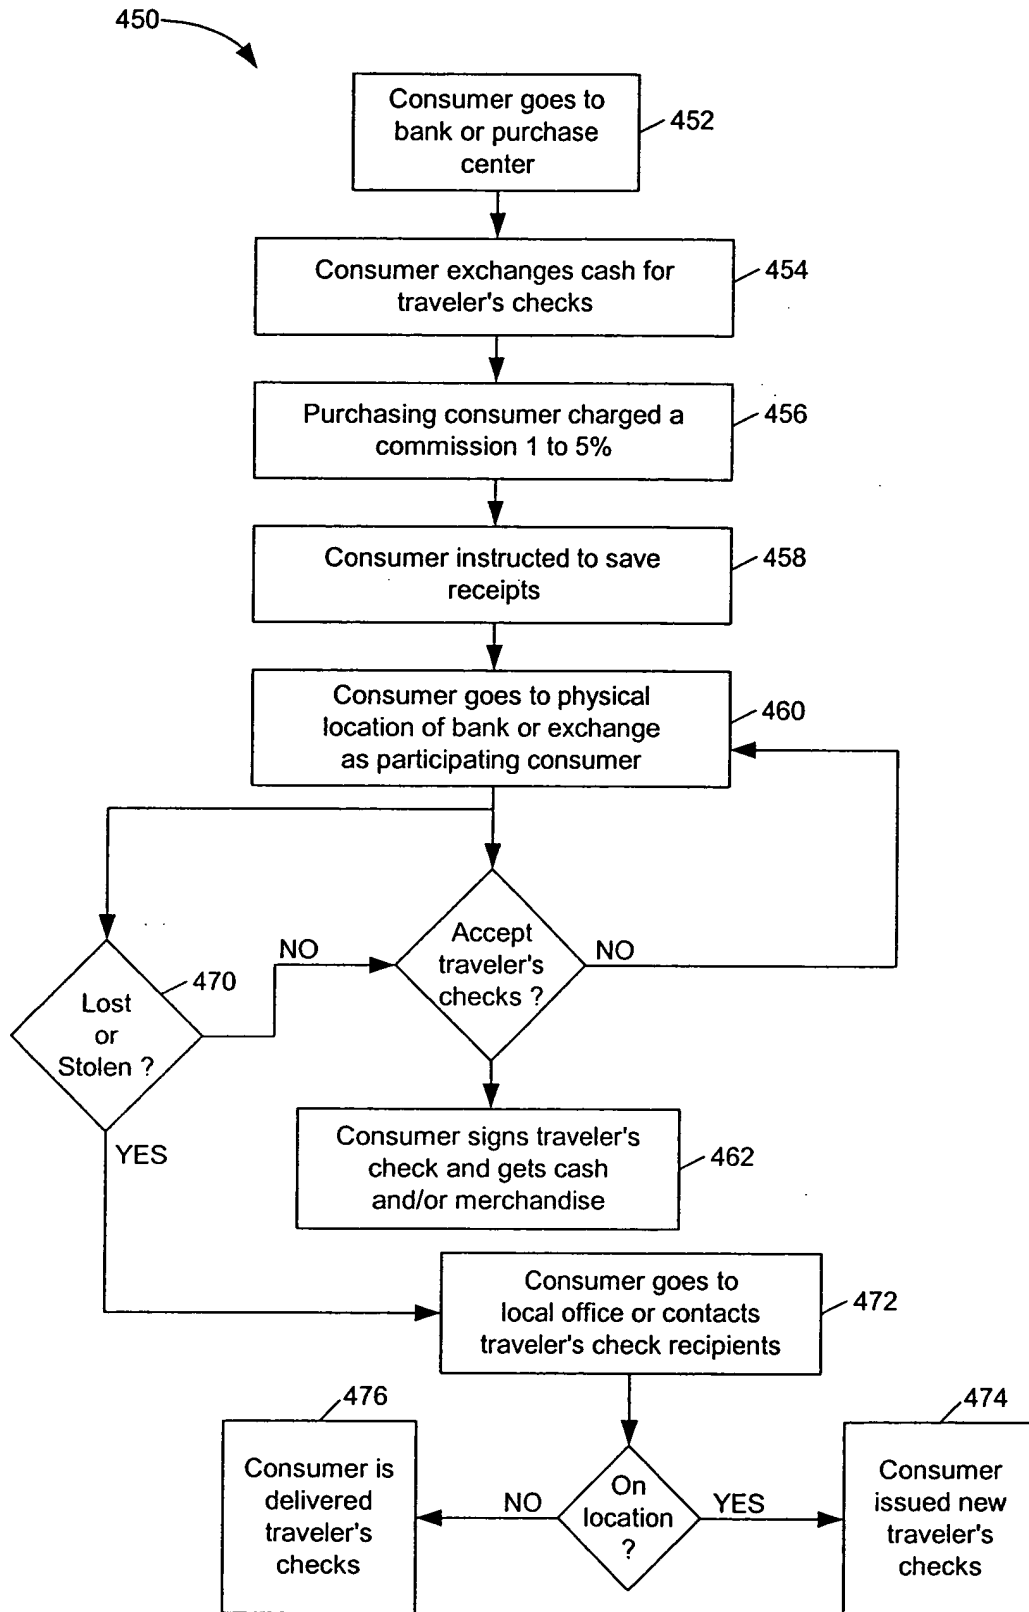 450
Consumer goes to
bank or purchase
center
452
Consumer exchanges cash for
traveler's checks
454
Purchasing consumer charged a
commission 1 to 5%
456
Consumer instructed to save
receipts
458
Consumer goes to physical
location of bank or exchange
as participating consumer
460
Accept
traveler's
checks ?
NO
NO
470
Lost
or
Stolen ?
YES
Consumer signs traveler's
check and gets cash
and/or merchandise
462
Consumer goes to
local office or contacts
traveler's check recipients
472
476
Consumer is
delivered
traveler's
checks
NO
On
location
?
YES
474
Consumer
issued new
traveler's
checks